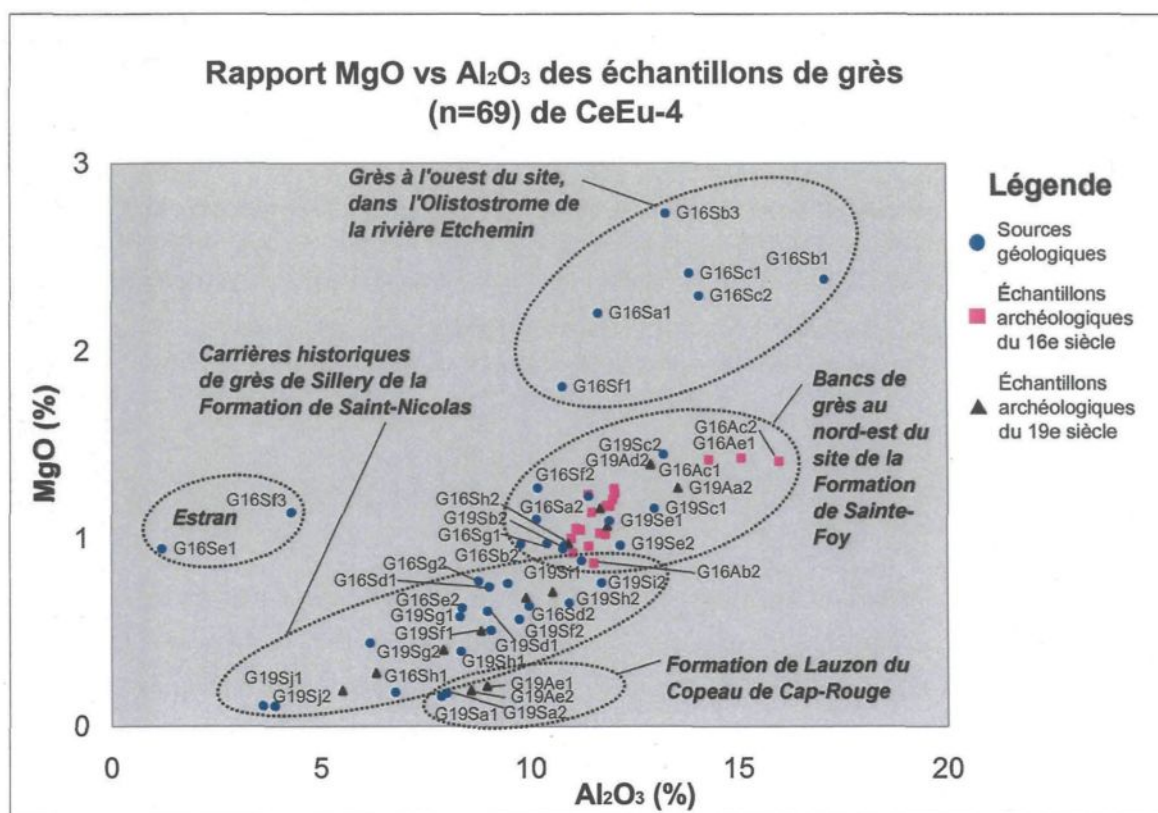 Rapport MgO vs Al₂O₃ des échantillons de grès
(n=69) de CeEu-4
3
2
1
0
MgO (%)
0
5
10
15
20
Al₂O₃ (%)
Grès à l'ouest du site,
dans l'Olistostrome de
la rivière Etchemin
G16Sb3
G16Sb1
G16Sc1
G16Sc2
G16Sa1
G16Sf1
Carrières historiques
de grès de Sillery de la
Formation de Saint-Nicolas
Bancs de
grès au
nord-est du
site de la
Formation
de Sainte-
Foy
G16Ac2
G16Ae1
G19Sc2
G19Ad2
G16Ac1
G16Sf2
G19Aa2
G16Sh2
G16Sa2
G19Sc1
G19Sb2
G19Se1
G16Sg1
G19Se2
G16Sb2
G16Sf3
Estran
G16Se1
G16Sg2
G19Sr1
G16Ab2
G16Sd1
G19Si2
G16Se2
G19Sh2
G19Sg1
G16Sd2
G19Sf1
G19Sf2
G19Sd1
G19Sg2
G19Sh1
G16Sh1
G19Sj1
G19Sj2
G19Ae1
G19Ae2
G19Sa1
G19Sa2
Formation de Lauzon du
Copeau de Cap-Rouge
Légende
Sources
géologiques
Échantillons
archéologiques
du 16e siècle
Échantillons
archéologiques
du 19e siècle